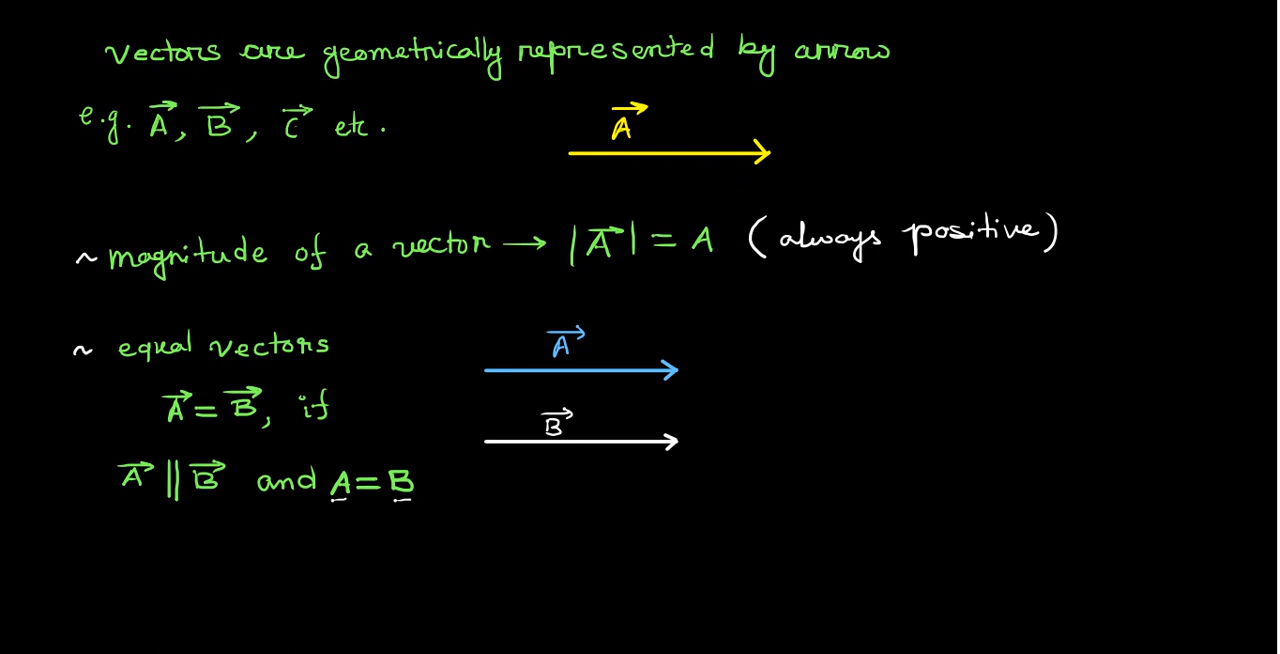 vectors are geometrically represented by arrow
e.g. A⃗, B⃗, C⃗ etc.
A⃗
~ magnitude of a vector → |A⃗| = A (always positive)
~ equal vectors
A⃗
A⃗ = B⃗, if
B⃗
A⃗ || B⃗ and A = B